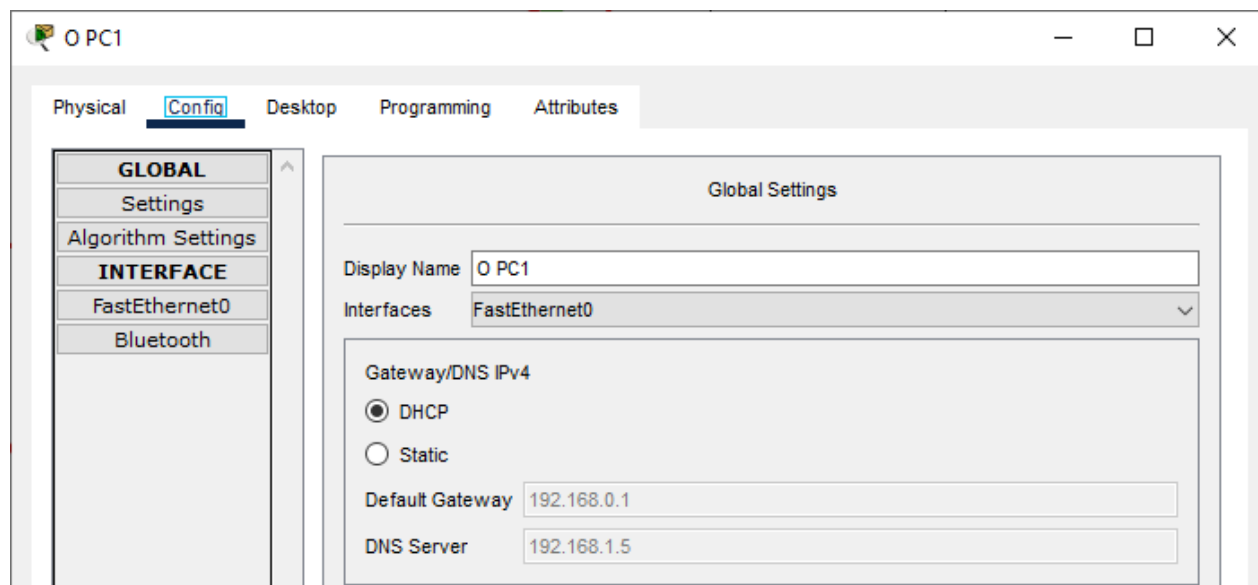 O PC1
Physical Config Desktop Programming Attributes
GLOBAL
Settings
Algorithm Settings
INTERFACE
FastEthernet0
Bluetooth
Global Settings
Display Name O PC1
Interfaces FastEthernet0
Gateway/DNS IPv4
DHCP
Static
Default Gateway 192.168.0.1
DNS Server 192.168.1.5